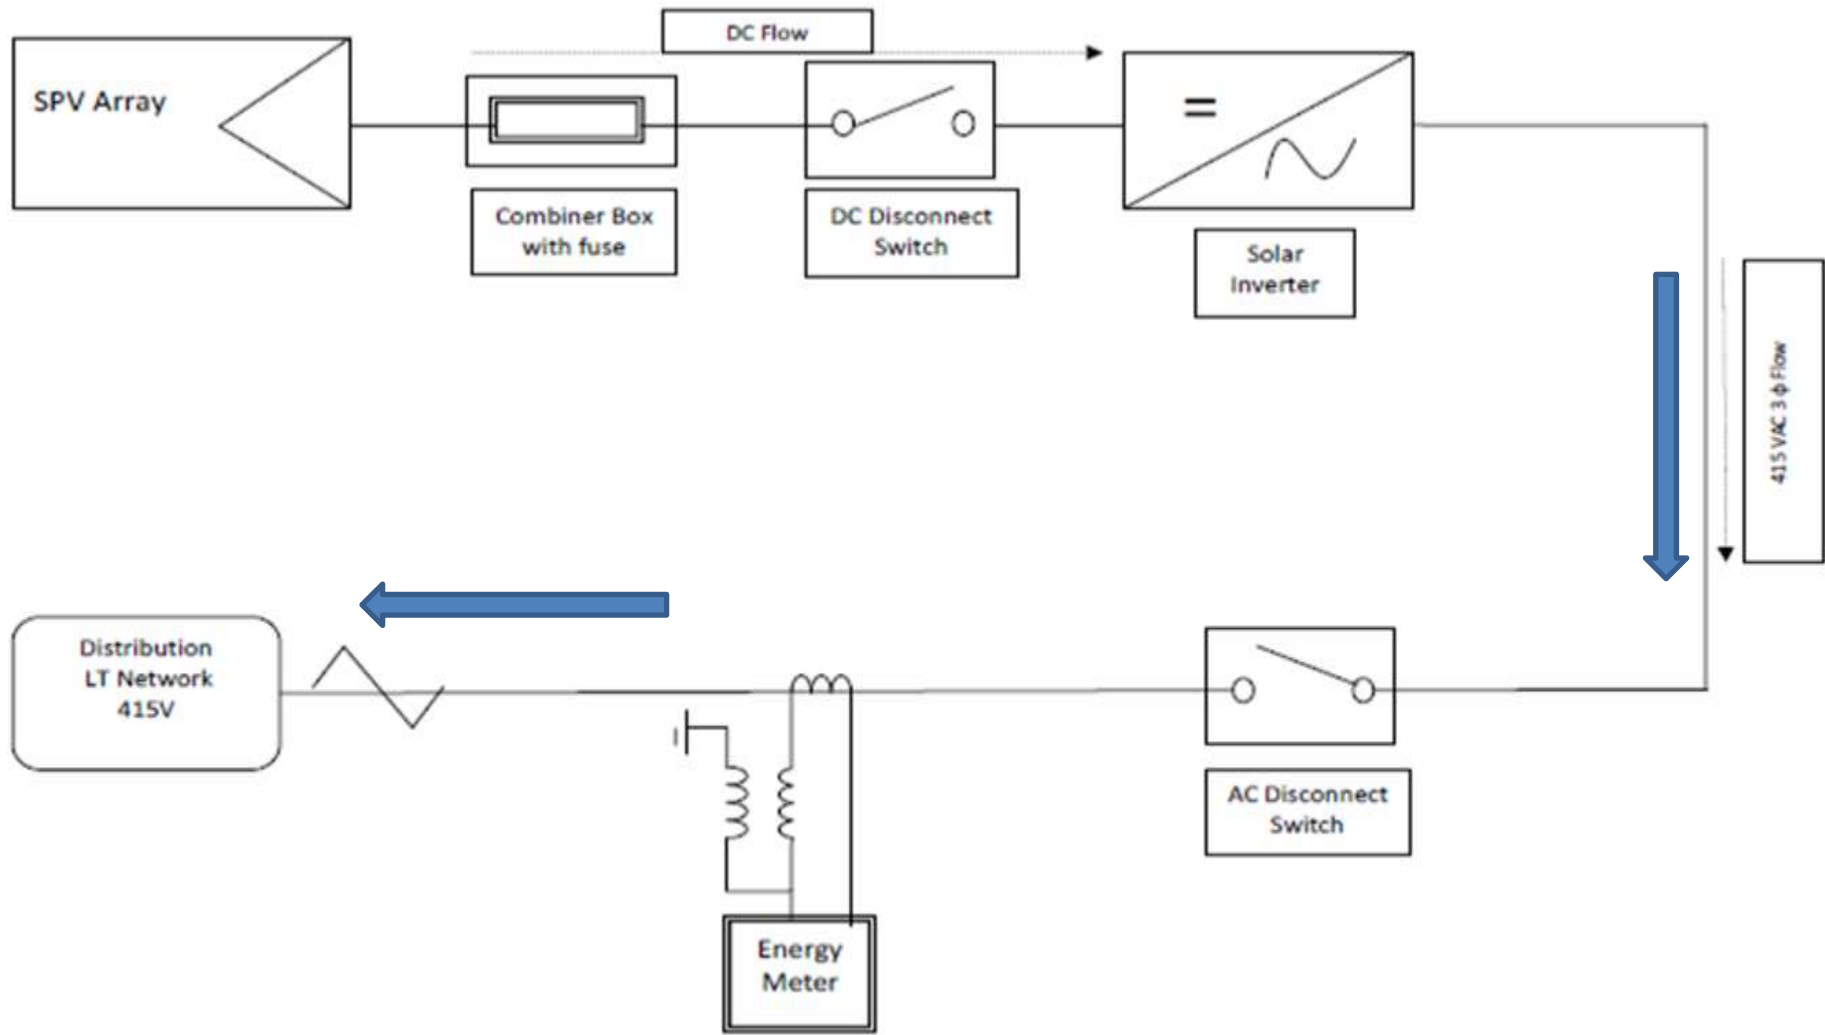 DC Flow
SPV Array
Combiner Box
with fuse
DC Disconnect
Switch
Solar
Inverter
415 VAC 3 ф Flow
Distribution
LT Network
415V
AC Disconnect
Switch
Energy
Meter